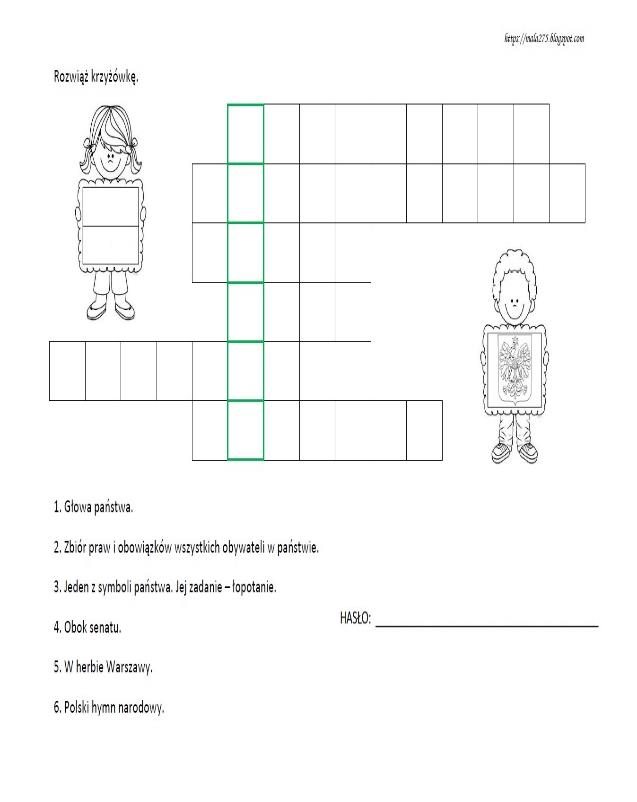 https://mala275.blogspot.com
Rozwiąż krzyżówkę.
1. Głowa państwa.
2. Zbiór praw i obowiązków wszystkich obywateli w państwie.
3. Jeden z symboli państwa. Jej zadanie – łopotanie.
HASŁO:
4. Obok senatu.
5. W herbie Warszawy.
6. Polski hymn narodowy.